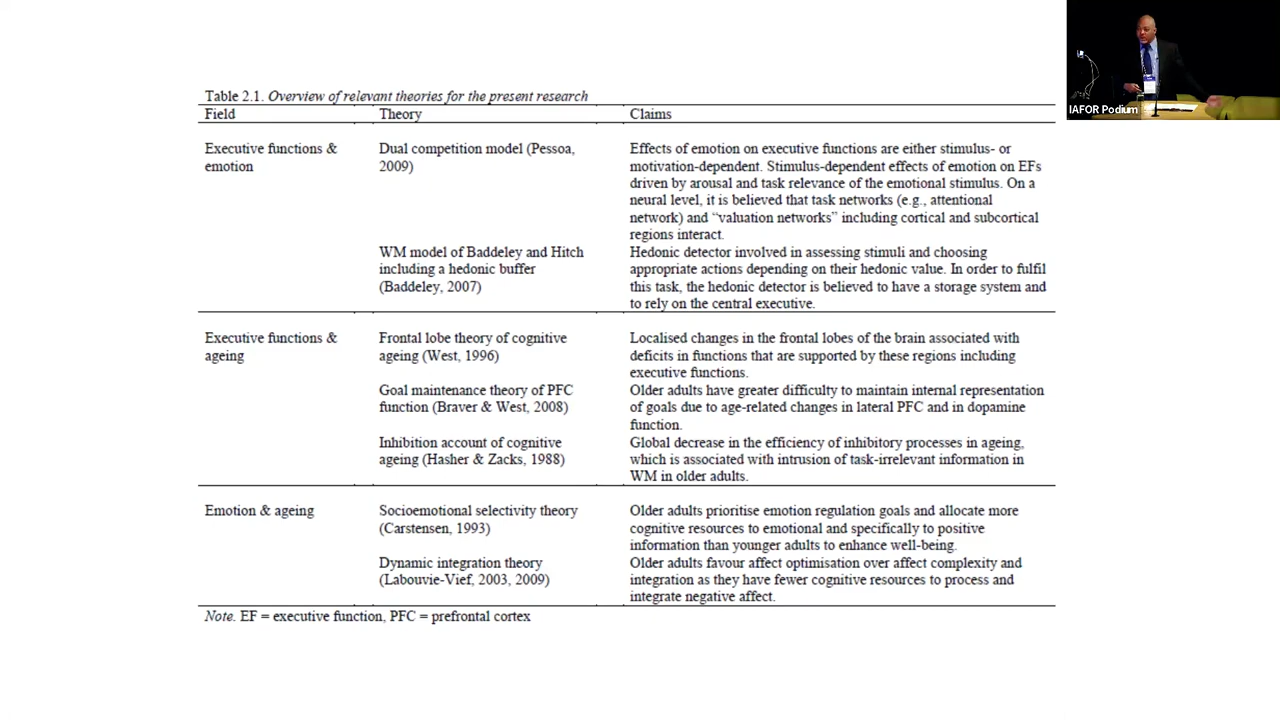 IAFOR Podium
Table 2.1. Overview of relevant theories for the present research
Field Theory Claims
Executive functions & emotion
Dual competition model (Pessoa, 2009)
Effects of emotion on executive functions are either stimulus- or
motivation-dependent. Stimulus-dependent effects of emotion on EFs
driven by arousal and task relevance of the emotional stimulus. On a
neural level, it is believed that task networks (e.g., attentional
network) and “valuation networks” including cortical and subcortical
regions interact.
WM model of Baddeley and Hitch
including a hedonic buffer
(Baddeley, 2007)
Hedonic detector involved in assessing stimuli and choosing
appropriate actions depending on their hedonic value. In order to fulfil
this task, the hedonic detector is believed to have a storage system and
to rely on the central executive.
Executive functions &
ageing
Frontal lobe theory of cognitive
ageing (West, 1996)
Localised changes in the frontal lobes of the brain associated with
deficits in functions that are supported by these regions including
executive functions.
Goal maintenance theory of PFC
function (Braver & West, 2008)
Older adults have greater difficulty to maintain internal representation
of goals due to age-related changes in lateral PFC and in dopamine
function.
Inhibition account of cognitive
ageing (Hasher & Zacks, 1988)
Global decrease in the efficiency of inhibitory processes in ageing,
which is associated with intrusion of task-irrelevant information in
WM in older adults.
Emotion & ageing
Socioemotional selectivity theory
(Carstensen, 1993)
Older adults prioritise emotion regulation goals and allocate more
cognitive resources to emotional and specifically to positive
information than younger adults to enhance well-being.
Dynamic integration theory
(Labouvie-Vief, 2003, 2009)
Older adults favour affect optimisation over affect complexity and
integration as they have fewer cognitive resources to process and
integrate negative affect.
Note. EF = executive function, PFC = prefrontal cortex